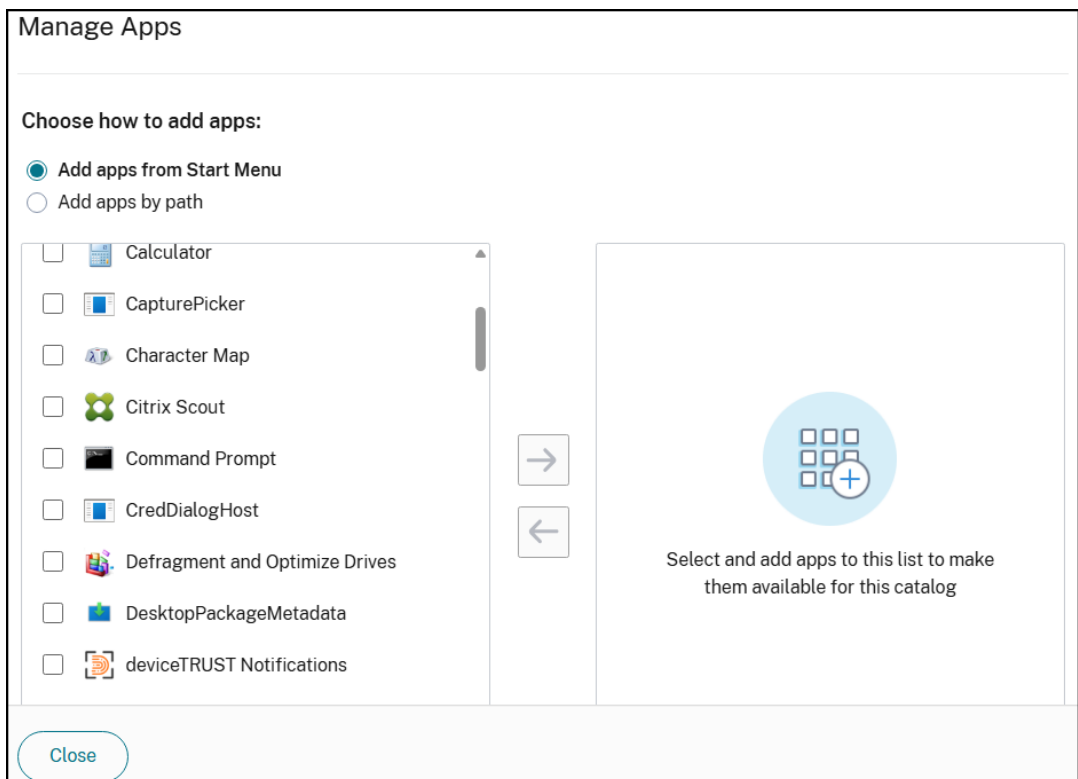 Manage Apps
Choose how to add apps:
Add apps from Start Menu
Add apps by path
Calculator
CapturePicker
Character Map
Citrix Scout
Command Prompt
CredDialogHost
Defragment and Optimize Drives
DesktopPackageMetadata
deviceTRUST Notifications
Select and add apps to this list to make
them available for this catalog
Close